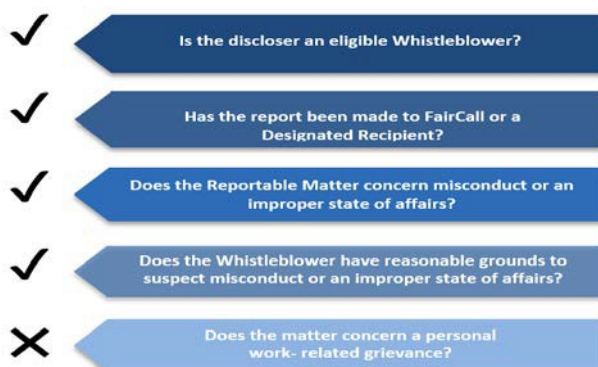 Is the discloser an eligible Whistleblower?
Has the report been made to FairCall or a
Designated Recipient?
Does the Reportable Matter concern misconduct or an
improper state of affairs?
Does the Whistleblower have reasonable grounds to
suspect misconduct or an improper state of affairs?
Does the matter concern a personal
work- related grievance?